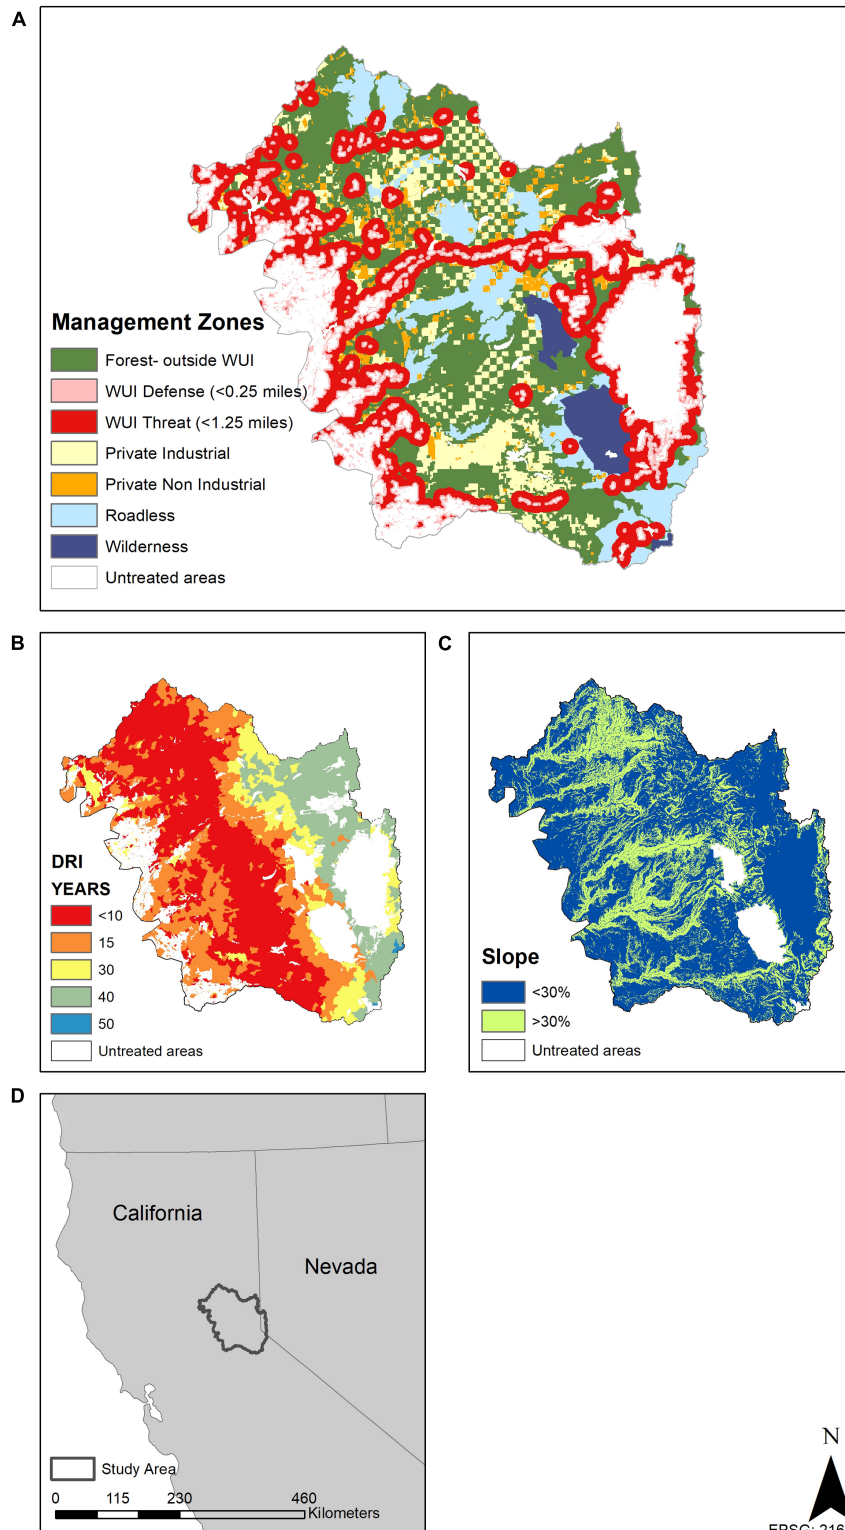 A
Management Zones
Forest- outside WUI
WUI Defense (<0.25 miles)
WUI Threat (<1.25 miles)
Private Industrial
Private Non Industrial
Roadless
Wilderness
Untreated areas
B
DRI
YEARS
<10
15
30
40
50
Untreated areas
C
Slope
<30%
>30%
Untreated areas
D
California
Nevada
Study Area
0 115 230 460
Kilometers
N